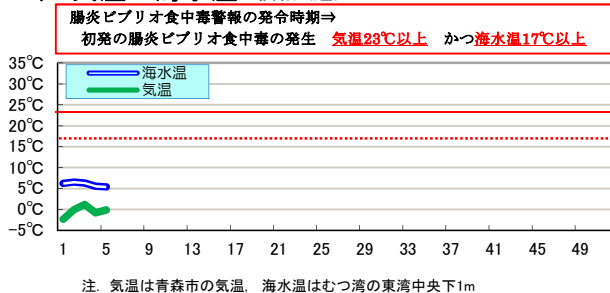 腸炎ビブリオ食中毒警報の発令時期⇒
初発の腸炎ビブリオ食中毒の発生 気温23℃以上 かつ海水温17℃以上
35℃
30℃
25℃
20℃
15℃
10℃
5℃
0℃
-5℃
海水温
気温
1 5 9 13 17 21 25 29 33 37 41 45 49
注. 気温は青森市の気温, 海水温はむつ湾の東湾中央下1m